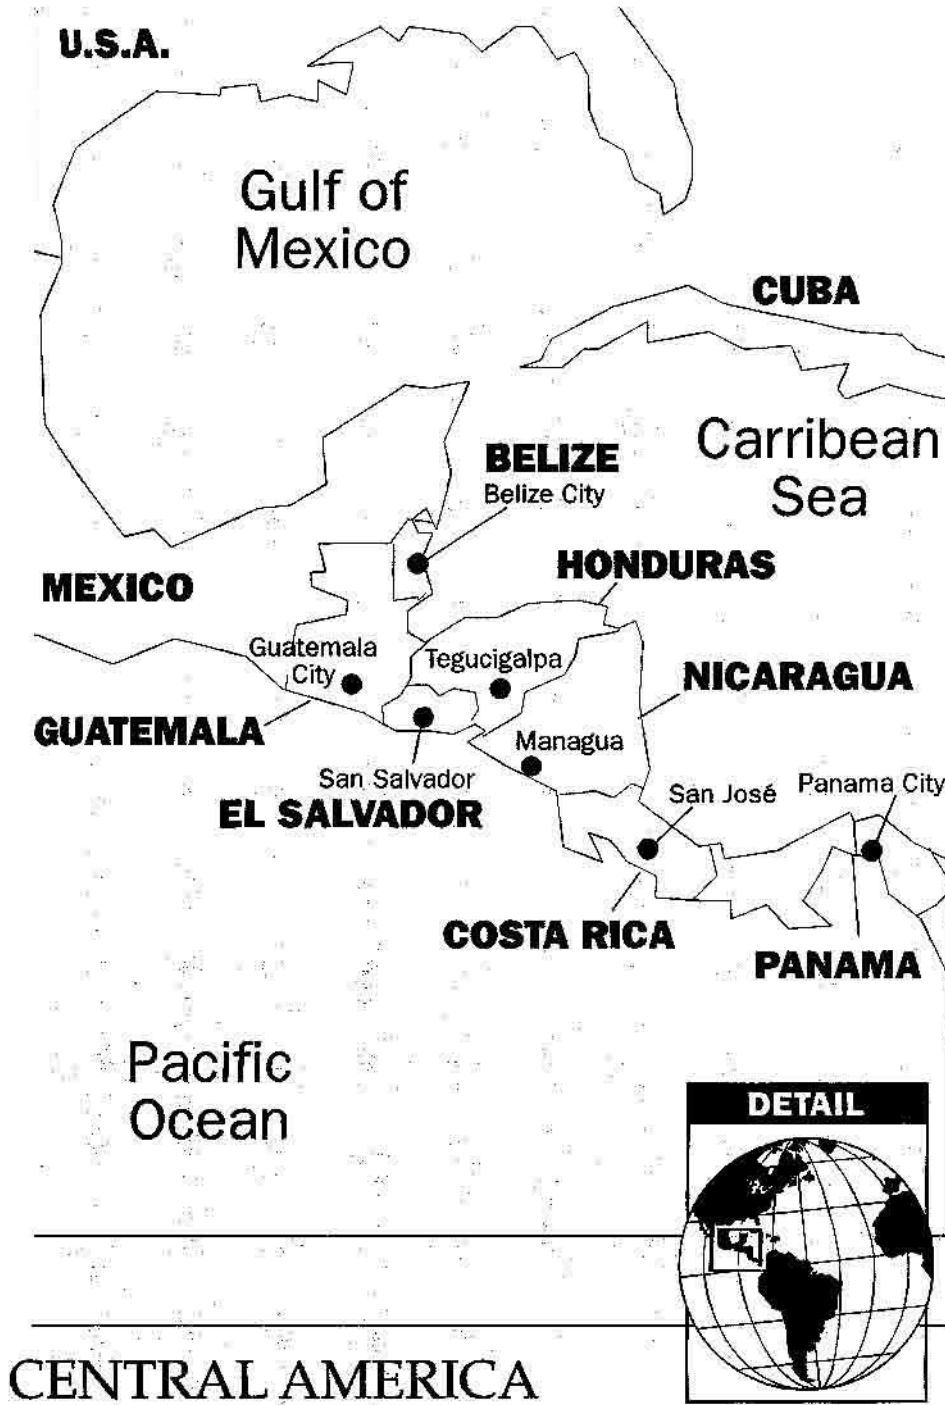 U.S.A.
Gulf of
Mexico
CUBA
Carribean
Sea
BELIZE
Belize City
HONDURAS
MEXICO
Guatemala
City
Tegucigalpa
NICARAGUA
GUATEMALA
Managua
San Salvador
EL SALVADOR
San José
Panama City
COSTA RICA
PANAMA
Pacific
Ocean
DETAIL
CENTRAL AMERICA